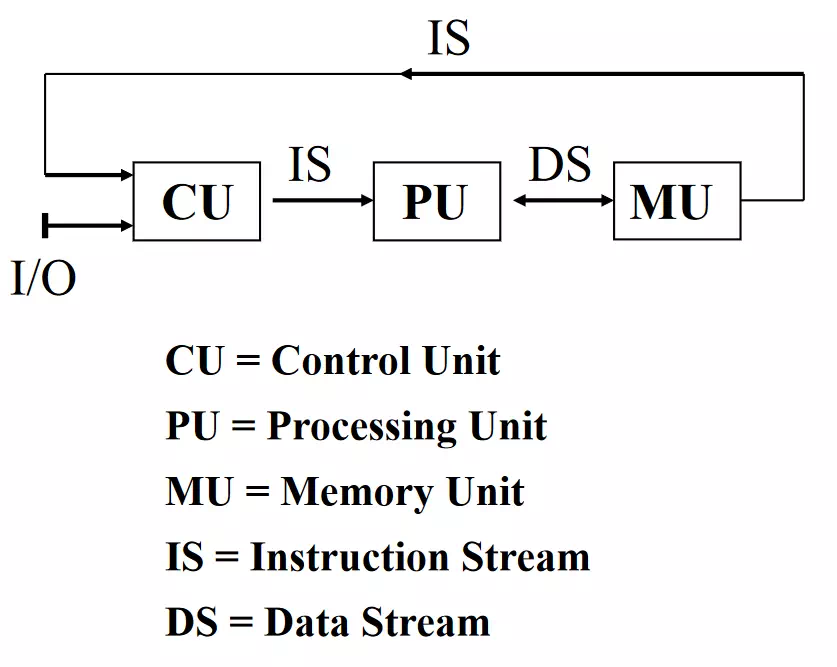 IS
IS
DS
CU
PU
MU
I/O
CU = Control Unit
PU = Processing Unit
MU = Memory Unit
IS = Instruction Stream
DS = Data Stream